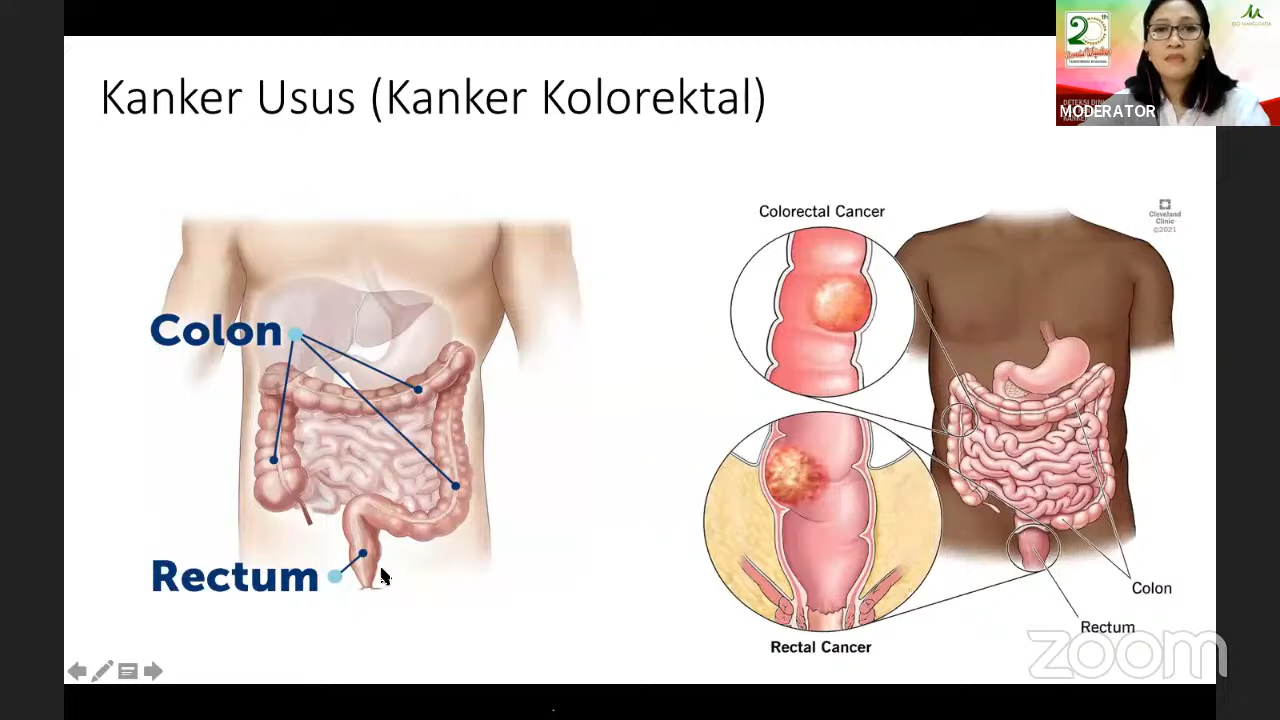 Kanker Usus (Kanker Kolorektal)
MODERATOR
Colon
Rectum
Colorectal Cancer
Cleveland
Clinic
©2021
Colon
Rectum
Rectal Cancer
zoom